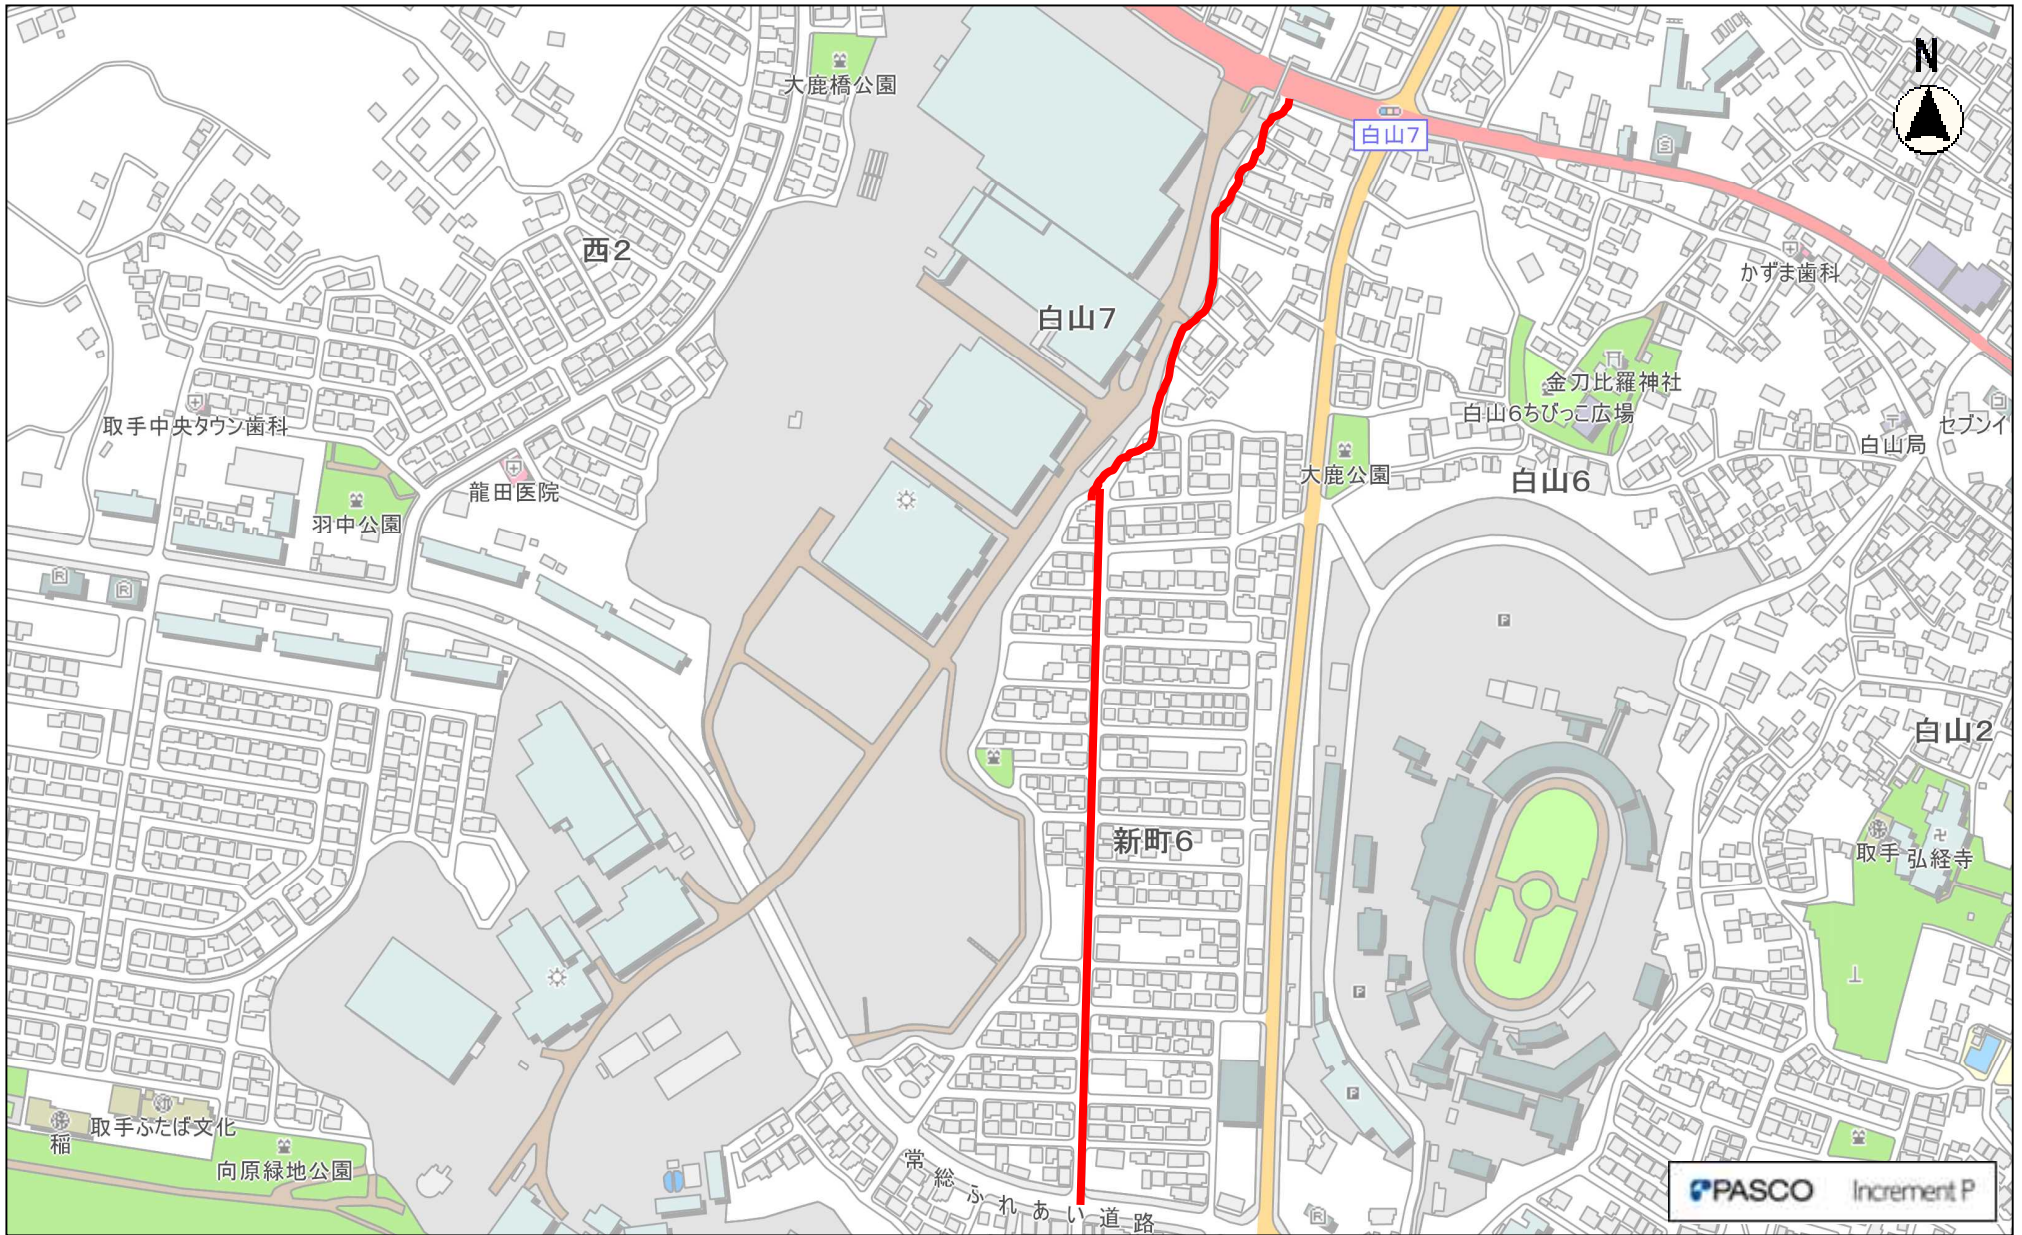 N
大鹿橋公園
白山7
西2
かずま歯科
白山7
金刀比羅神社
白山6ちびっこ広場
取手中央タウン歯科
セブンイ
白山局
大鹿公園
白山6
龍田医院
羽中公園
R
R
P
白山2
新町6
取手
弘経寺
P
P
稲
取手ふたば文化
向原緑地公園
常総ふれあい道路
R
PASCO Increment P